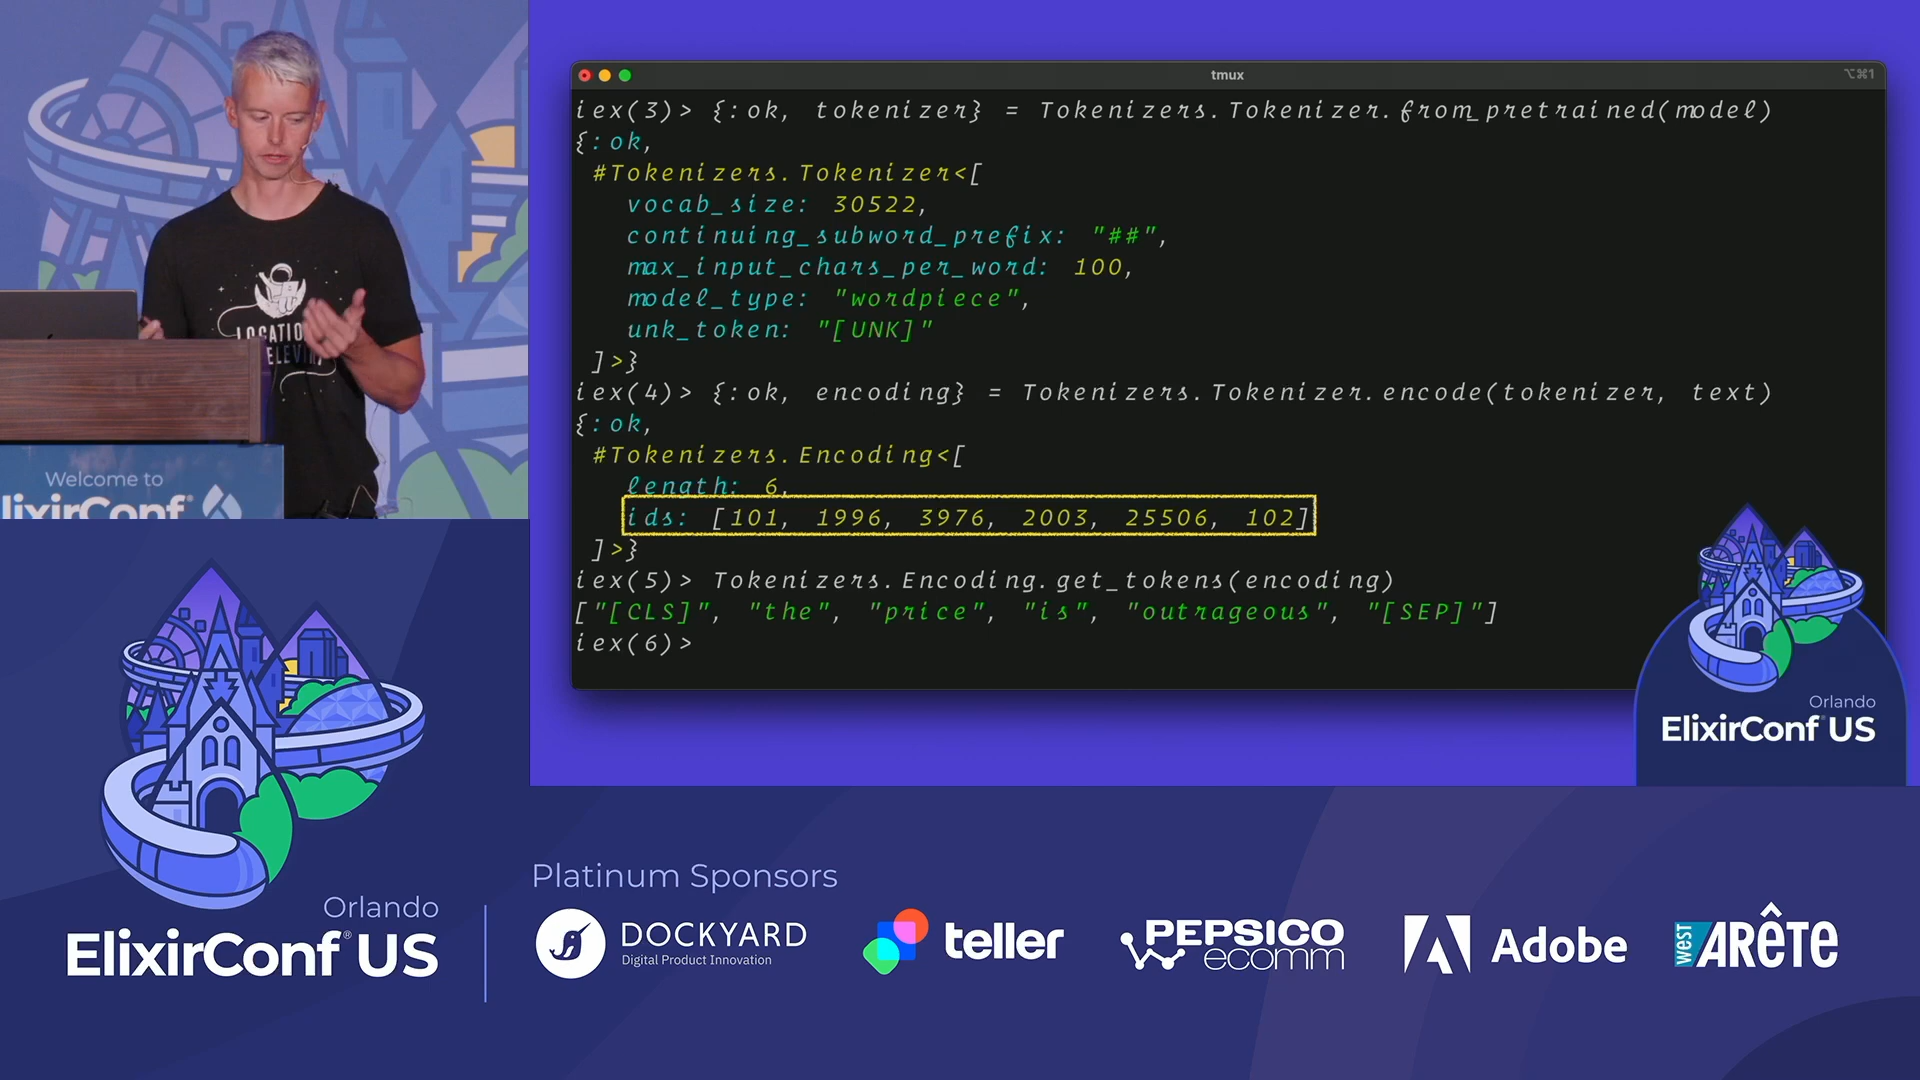 LOCATION
Welcome to
lixirConf
tmux
⌥⌘1
iex(3)> {:ok, tokenizer} = Tokenizers.Tokenizer.from_pretrained(model)
{:ok,
#Tokenizers.Tokenizer<[
vocab_size: 30522,
continuing_subword_prefix: "##",
max_input_chars_per_word: 100,
model_type: "wordpiece",
unk_token: "[UNK]"
]>}
iex(4)> {:ok, encoding} = Tokenizers.Tokenizer.encode(tokenizer, text)
{:ok,
#Tokenizers.Encoding<[
length: 6,
ids: [101, 1996, 3976, 2003, 25506, 102]
]>}
iex(5)> Tokenizers.Encoding.get_tokens(encoding)
["[CLS]", "the", "price", "is", "outrageous", "[SEP]"]
iex(6)>
Orlando
ElixirConf US
Orlando
ElixirConf® US
Platinum Sponsors
DOCKYARD
Digital Product Innovation
teller
PEPSICO
ecomm
Adobe
west ARÊTE